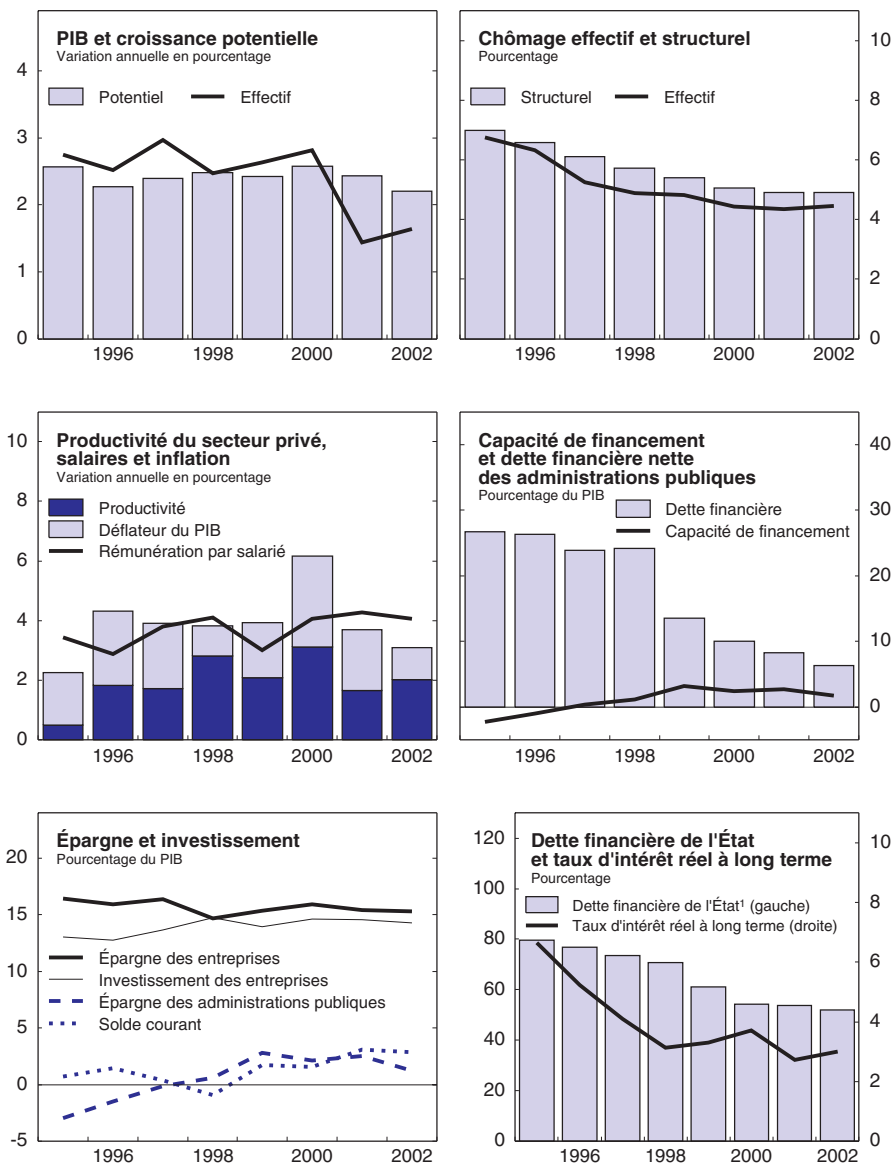 PIB et croissance potentielle
Variation annuelle en pourcentage
Potentiel Effectif
4
3
2
1
0
1996 1998 2000 2002
Chômage effectif et structurel
Pourcentage
Structurel Effectif
10
8
6
4
2
0
1996 1998 2000 2002
Productivité du secteur privé,
salaires et inflation
Variation annuelle en pourcentage
Productivité
Déflateur du PIB
Rémunération par salarié
10
8
6
4
2
0
1996 1998 2000 2002
Capacité de financement
et dette financière nette
des administrations publiques
Pourcentage du PIB
Dette financière
Capacité de financement
40
30
20
10
0
1996 1998 2000 2002
Épargne et investissement
Pourcentage du PIB
20
15
10
5
0
-5
Épargne des entreprises
Investissement des entreprises
Épargne des administrations publiques
Solde courant
1996 1998 2000 2002
Dette financière de l'État
et taux d'intérêt réel à long terme
Pourcentage
Dette financière de l'État¹ (gauche)
Taux d'intérêt réel à long terme (droite)
120
100
80
60
40
20
0
10
8
6
4
2
0
1996 1998 2000 2002